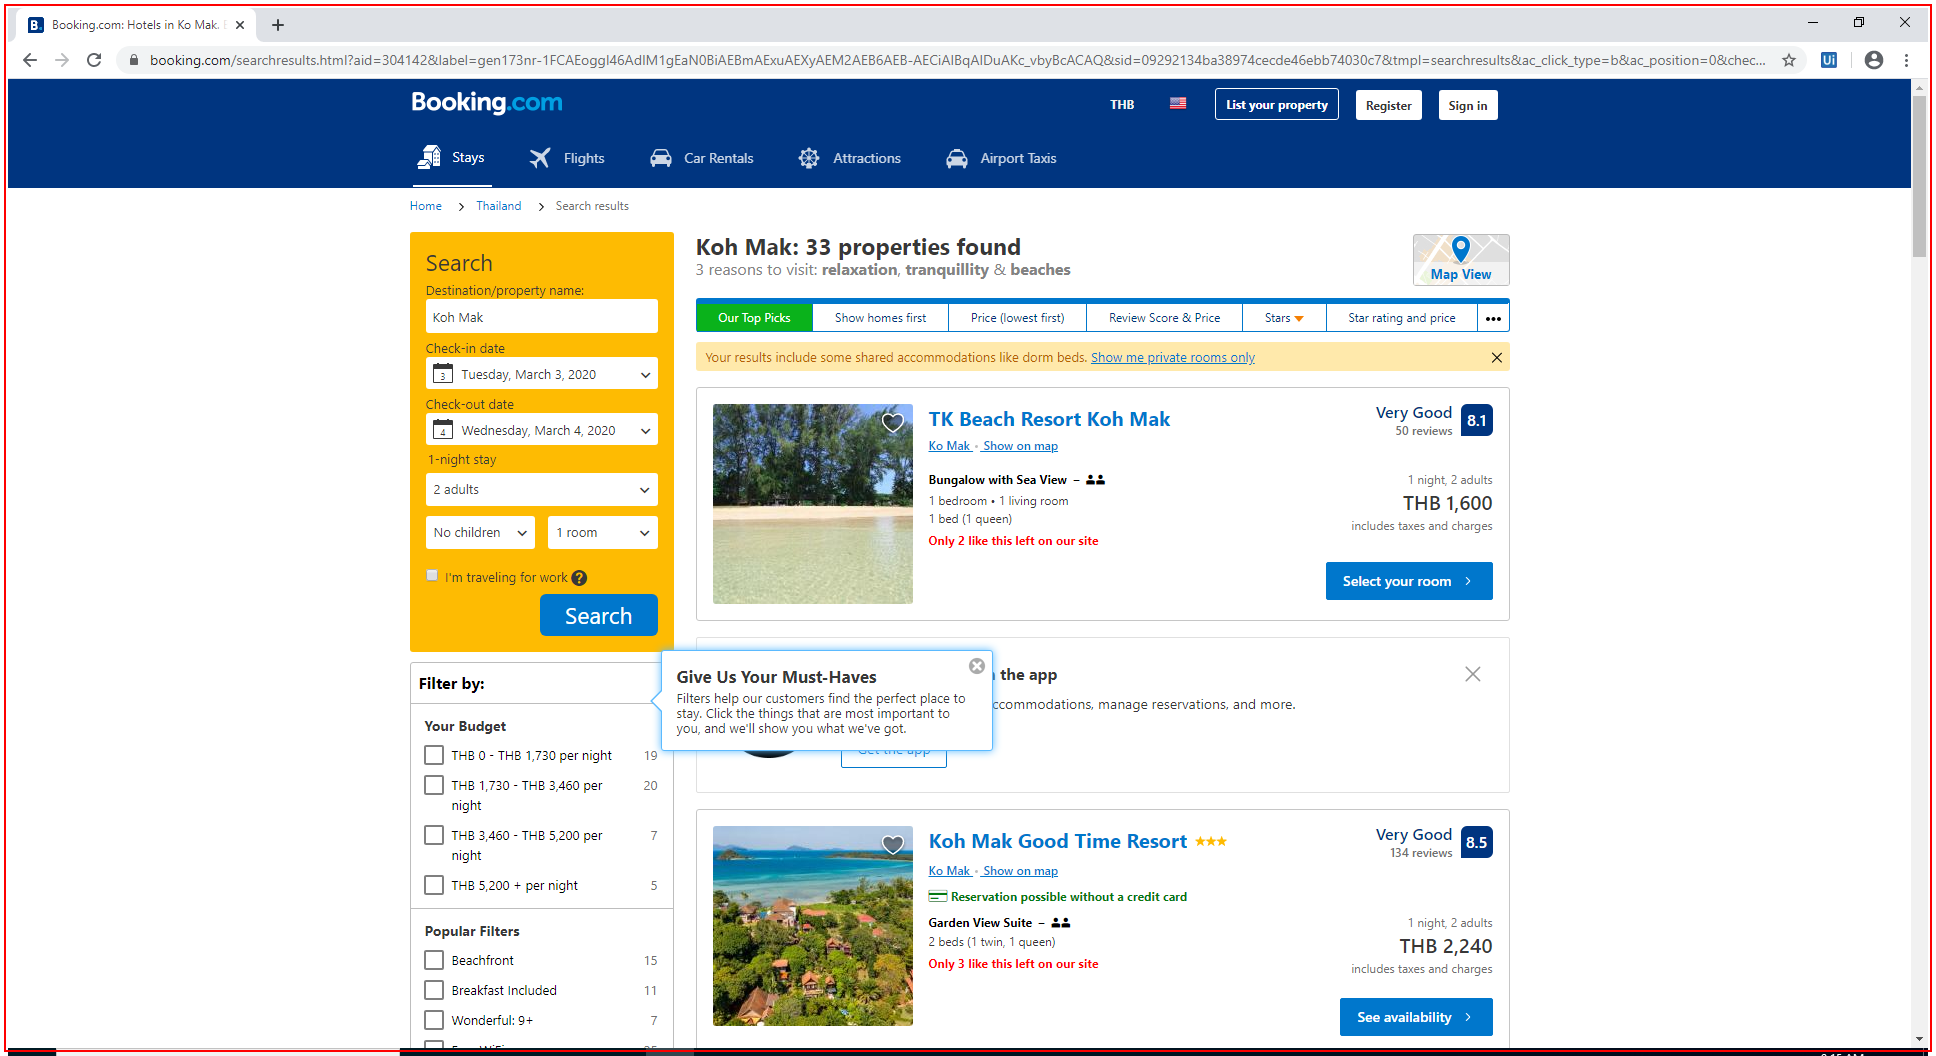 Booking.com: Hotels in Ko Mak.
booking.com/searchresults.html?aid=304142&label=gen173nr-1FCAEoggI46AdIM1gEaN0BiAEBmAExuAEXyAEM2AEB6AEB-AECiAIBqAIDuAKc_vbyBcACAQ&sid=09292134ba38974cecde46ebb74030c7&tmpl=searchresults&ac_click_type=b&ac_position=0&chec...
Ui
Booking.com
THB
List your property
Register
Sign in
Stays
Flights
Car Rentals
Attractions
Airport Taxis
Home
Thailand
Search results
Search
Destination/property name:
Koh Mak
Check-in date
3
Tuesday, March 3, 2020
Check-out date
4
Wednesday, March 4, 2020
1-night stay
2 adults
No children
1 room
I'm traveling for work
?
Search
Koh Mak: 33 properties found
3 reasons to visit: relaxation, tranquillity & beaches
Map View
Our Top Picks
Show homes first
Price (lowest first)
Review Score & Price
Stars
Star rating and price
•••
Your results include some shared accommodations like dorm beds. Show me private rooms only
TK Beach Resort Koh Mak
Ko Mak • Show on map
Very Good
50 reviews
8.1
Bungalow with Sea View –
1 bedroom • 1 living room
1 bed (1 queen)
Only 2 like this left on our site
1 night, 2 adults
THB 1,600
includes taxes and charges
Select your room
Filter by:
Your Budget
THB 0 - THB 1,730 per night 19
THB 1,730 - THB 3,460 per 20
night
THB 3,460 - THB 5,200 per 7
night
THB 5,200 + per night 5
Popular Filters
Beachfront 15
Breakfast Included 11
Wonderful: 9+ 7
Give Us Your Must-Haves
Filters help our customers find the perfect place to
stay. Click the things that are most important to
you, and we'll show you what we've got.
the app
accommodations, manage reservations, and more.
Get the app
Koh Mak Good Time Resort
Ko Mak • Show on map
Very Good
134 reviews
8.5
Reservation possible without a credit card
Garden View Suite –
2 beds (1 twin, 1 queen)
Only 3 like this left on our site
1 night, 2 adults
THB 2,240
includes taxes and charges
See availability